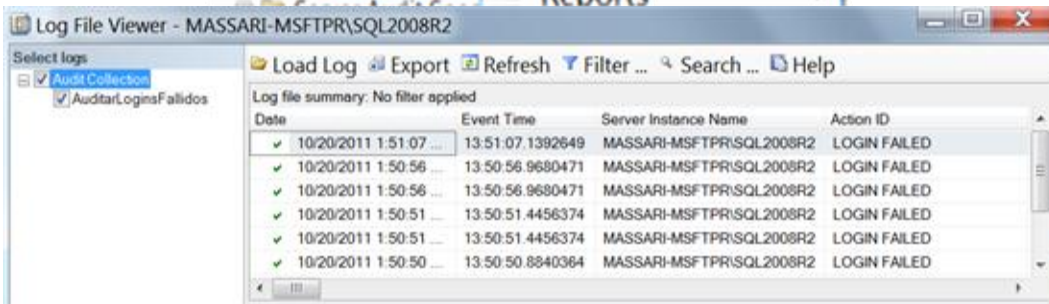 Log File Viewer - MASSARI-MSFTPR\SQL2008R2
Select logs
Audit Collection
AuditarLoginsFallidos
Load Log Export Refresh Filter ... Search ... Help
Log file summary: No filter applied
Date Event Time Server Instance Name Action ID
10/20/2011 1:51:07 ... 13:51:07.1392649 MASSARI-MSFTPR\SQL2008R2 LOGIN FAILED
10/20/2011 1:50:56 ... 13:50:56.9680471 MASSARI-MSFTPR\SQL2008R2 LOGIN FAILED
10/20/2011 1:50:56 ... 13:50:56.9680471 MASSARI-MSFTPR\SQL2008R2 LOGIN FAILED
10/20/2011 1:50:51 ... 13:50:51.4456374 MASSARI-MSFTPR\SQL2008R2 LOGIN FAILED
10/20/2011 1:50:51 ... 13:50:51.4456374 MASSARI-MSFTPR\SQL2008R2 LOGIN FAILED
10/20/2011 1:50:50 ... 13:50:50.8840364 MASSARI-MSFTPR\SQL2008R2 LOGIN FAILED